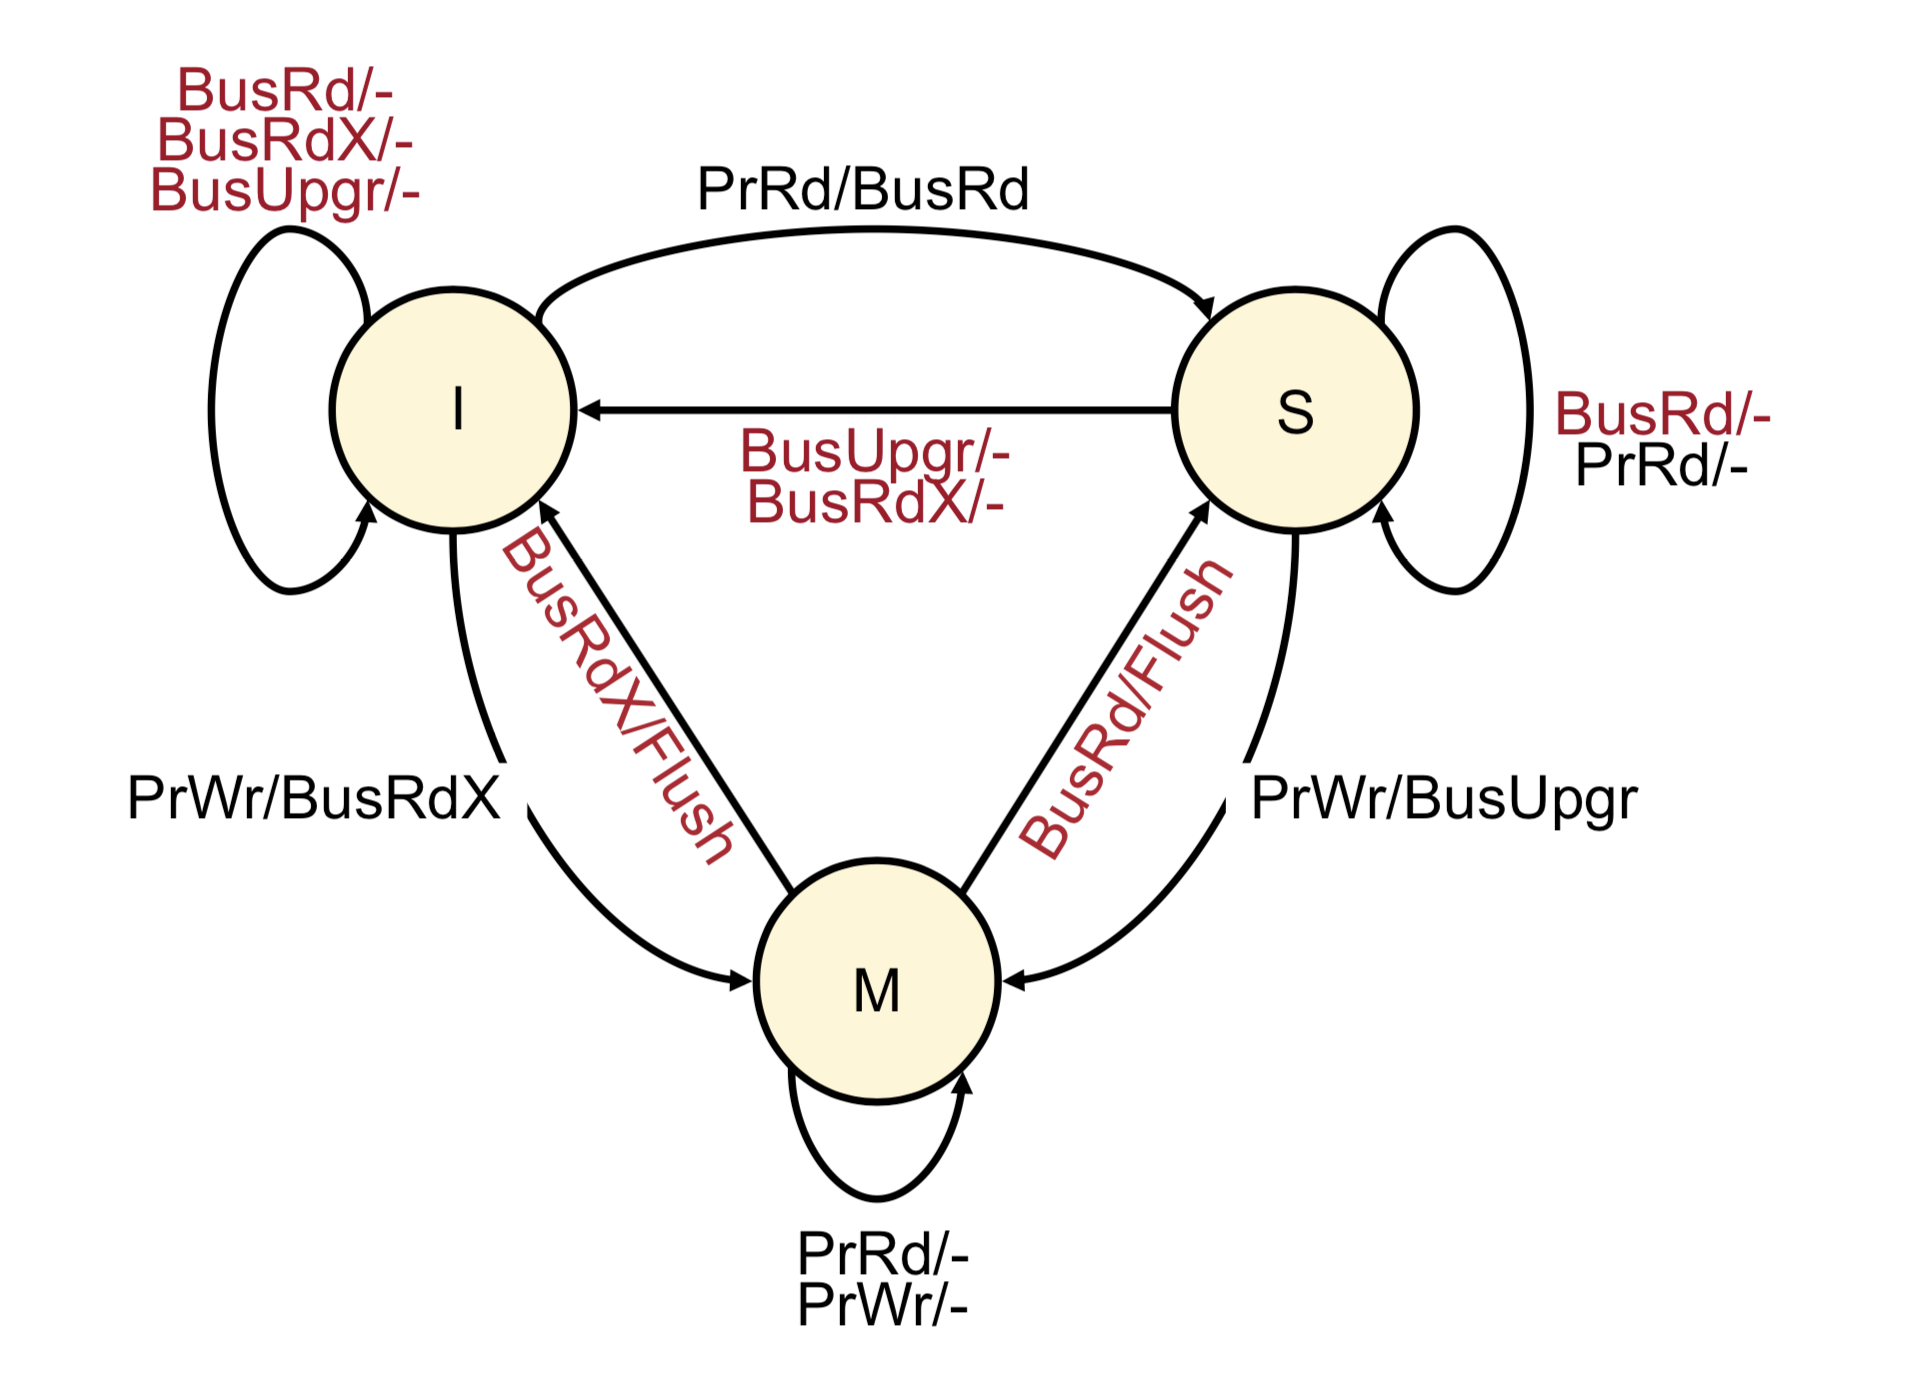 BusRd/-
BusRdX/-
BusUpgr/-
PrRd/BusRd
I
S
BusUpgr/-
BusRdX/-
BusRd/-
PrRd/-
BusRdX/Flush
BusRd/Flush
PrWr/BusRdX
PrWr/BusUpgr
M
PrRd/-
PrWr/-